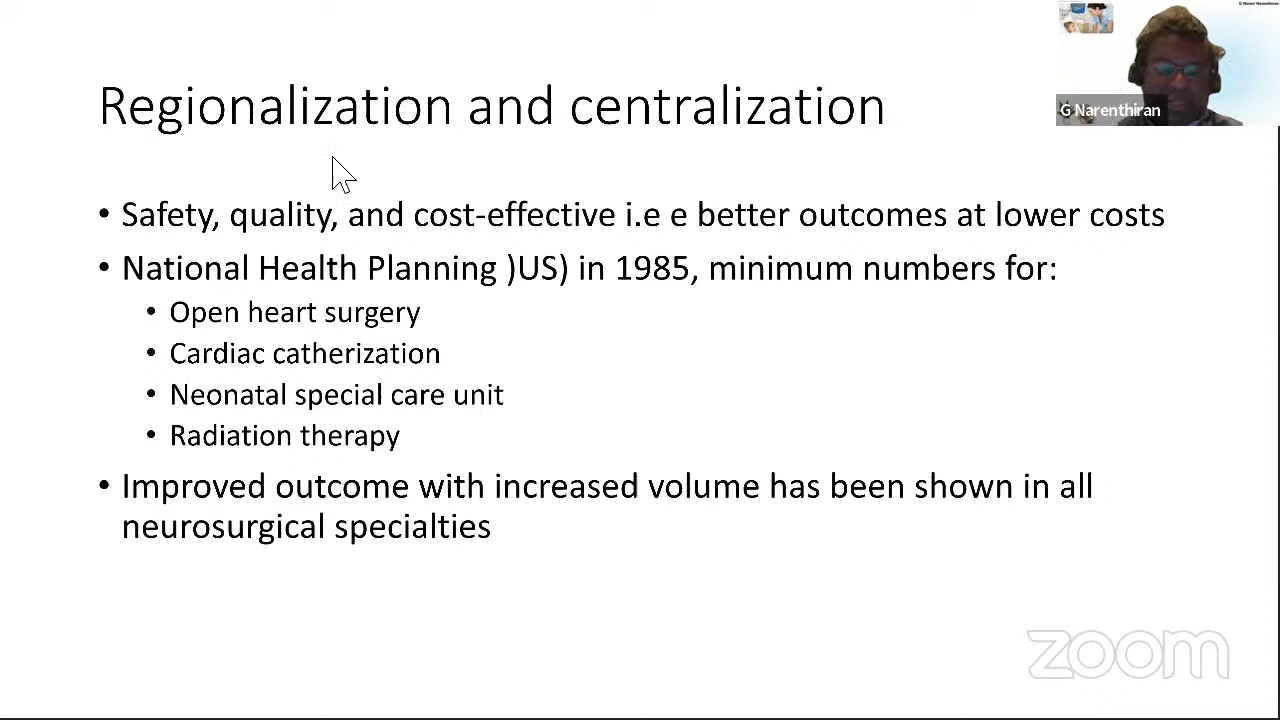 Regionalization and centralization
G Narenthiran
• Safety, quality, and cost-effective i.e e better outcomes at lower costs
• National Health Planning )US) in 1985, minimum numbers for:
• Open heart surgery
• Cardiac catherization
• Neonatal special care unit
• Radiation therapy
• Improved outcome with increased volume has been shown in all
neurosurgical specialties
zoom